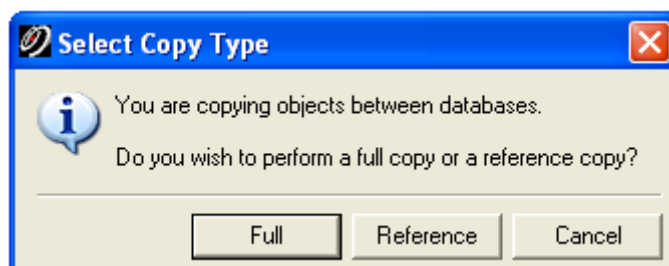 Select Copy Type
You are copying objects between databases.
Do you wish to perform a full copy or a reference copy?
Full Reference Cancel